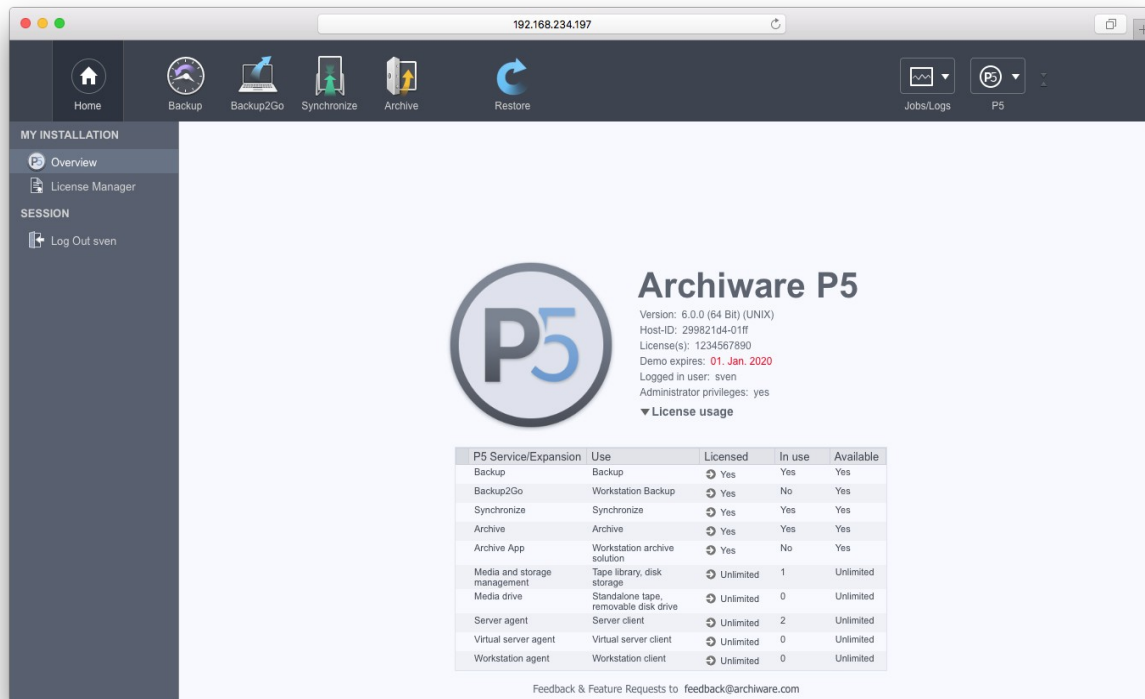 192.168.234.197
Home
Backup
Backup2Go
Synchronize
Archive
Restore
Jobs/Logs
P5
P5
MY INSTALLATION
P5 Overview
License Manager
SESSION
Log Out sven
P5
Archiware P5
Version: 6.0.0 (64 Bit) (UNIX)
Host-ID: 299821d4-01ff
License(s): 1234567890
Demo expires: 01. Jan. 2020
Logged in user: sven
Administrator privileges: yes
License usage
P5 Service/Expansion Use Licensed In use Available
Backup Backup Yes Yes Yes
Backup2Go Workstation Backup Yes No Yes
Synchronize Synchronize Yes Yes Yes
Archive Archive Yes Yes Yes
Archive App Workstation archive solution Yes No Yes
Media and storage management Tape library, disk storage Unlimited 1 Unlimited
Media drive Standalone tape, removable disk drive Unlimited 0 Unlimited
Server agent Server client Unlimited 2 Unlimited
Virtual server agent Virtual server client Unlimited 0 Unlimited
Workstation agent Workstation client Unlimited 0 Unlimited
Feedback & Feature Requests to feedback@archiware.com